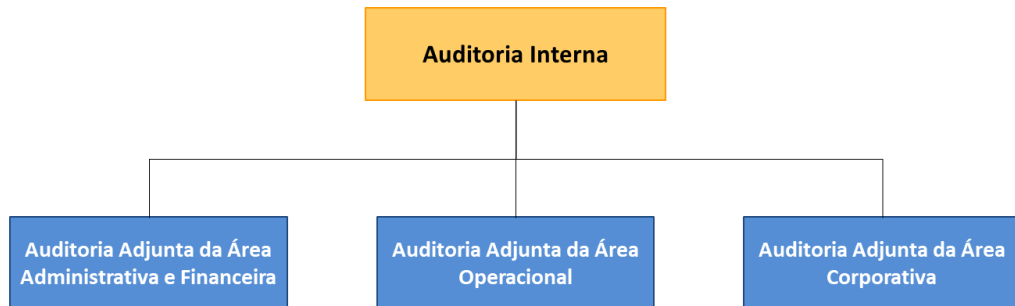 Auditoria Interna
Auditoria Adjunta da Área
Administrativa e Financeira
Auditoria Adjunta da Área
Operacional
Auditoria Adjunta da Área
Corporativa